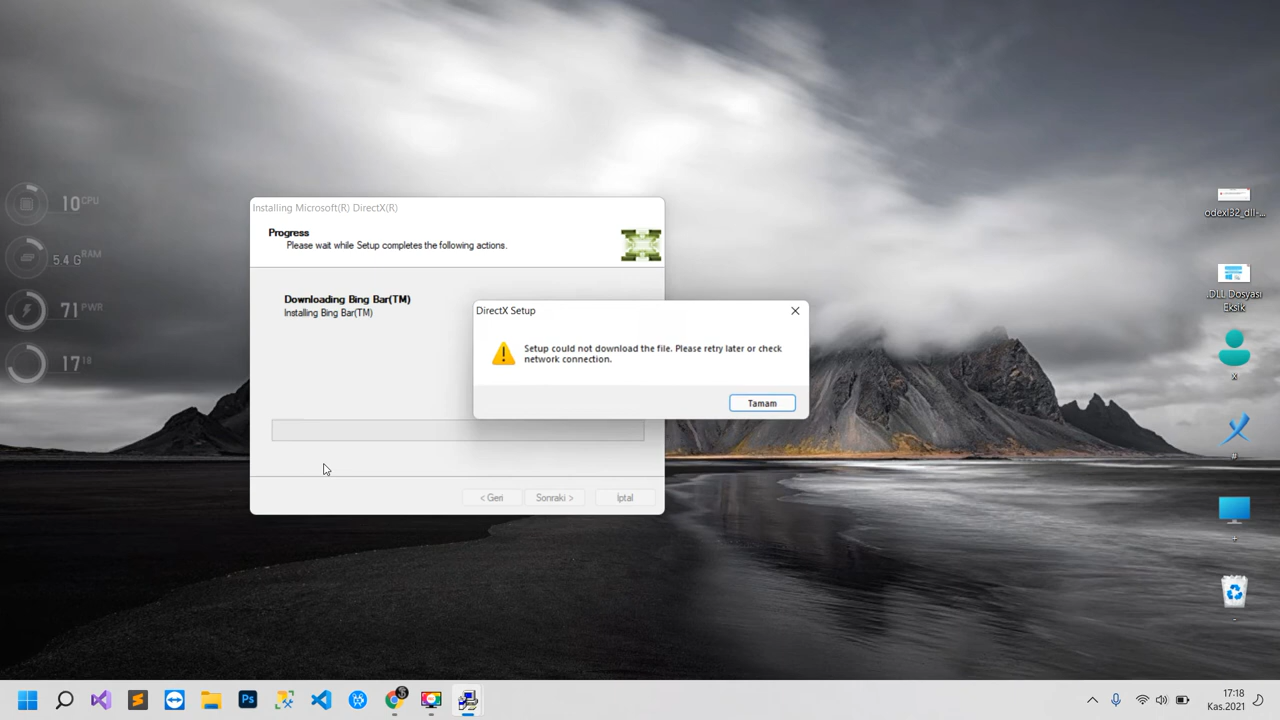 10 CPU
5.4 G RAM
71 PWR
17
Installing Microsoft(R) DirectX(R)
Progress
Please wait while Setup completes the following actions.
Downloading Bing Bar(TM)
Installing Bing Bar(TM)
DirectX Setup
Setup could not download the file. Please retry later or check
network connection.
Tamam
< Geri
Sonraki >
İptal
odexl32_dll-...
.DLL Dosyası
Eksik
x
#
+
-
Ps
17:18
Kas.2021